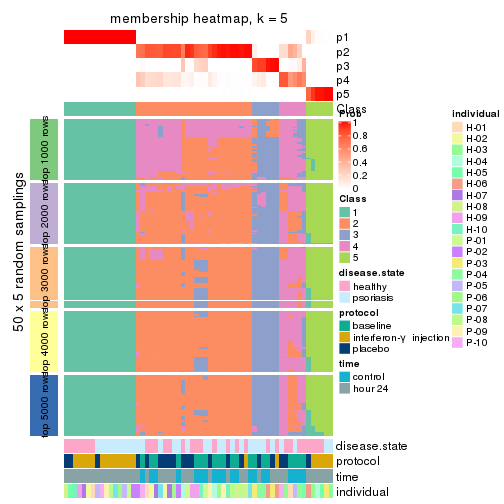 membership heatmap, k = 5
p1
p2
p3
p4
p5
Class
50 x 5 random samplings
top 1000 rows
top 2000 rows
top 3000 rows
top 4000 rows
top 5000 rows
disease.state
protocol
time
individual
Prob
1
0.8
0.6
0.4
0.2
0
Class
1
2
3
4
5
disease.state
healthy
psoriasis
protocol
baseline
interferon-γ injection
placebo
time
control
hour 24
individual
H-01
H-02
H-03
H-04
H-05
H-06
H-07
H-08
H-09
H-10
P-01
P-02
P-03
P-04
P-05
P-06
P-07
P-08
P-09
P-10